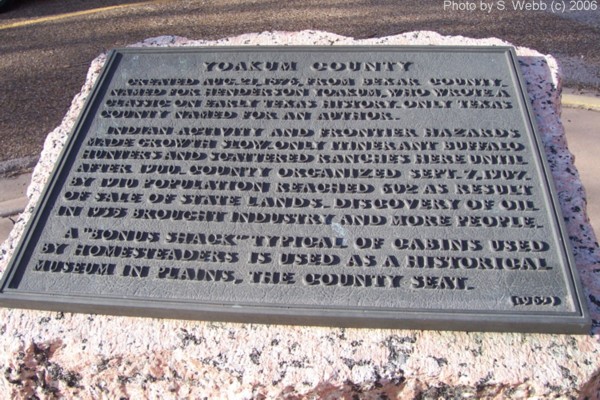 Photo by S. Webb (c) 2006
YOAKUM COUNTY
CREATED AUG. 21, 1876, FROM BEXAR COUNTY.
NAMED FOR HENDERSON YOAKUM, WHO WROTE A
CLASSIC ON EARLY TEXAS HISTORY. ONLY TEXAS
COUNTY NAMED FOR AN AUTHOR.
INDIAN ACTIVITY AND FRONTIER HAZARDS
MADE GROWTH SLOW. ONLY ITINERANT BUFFALO
HUNTERS AND SCATTERED RANCHES HERE UNTIL
AFTER 1900. COUNTY ORGANIZED SEPT. 7, 1907.
BY 1910 POPULATION REACHED 602 AS RESULT
OF SALE OF STATE LANDS. DISCOVERY OF OIL
IN 1935 BROUGHT INDUSTRY AND MORE PEOPLE.
A "BONUS SHACK" TYPICAL OF CABINS USED
BY HOMESTEADERS IS USED AS A HISTORICAL
MUSEUM IN PLAINS, THE COUNTY SEAT.